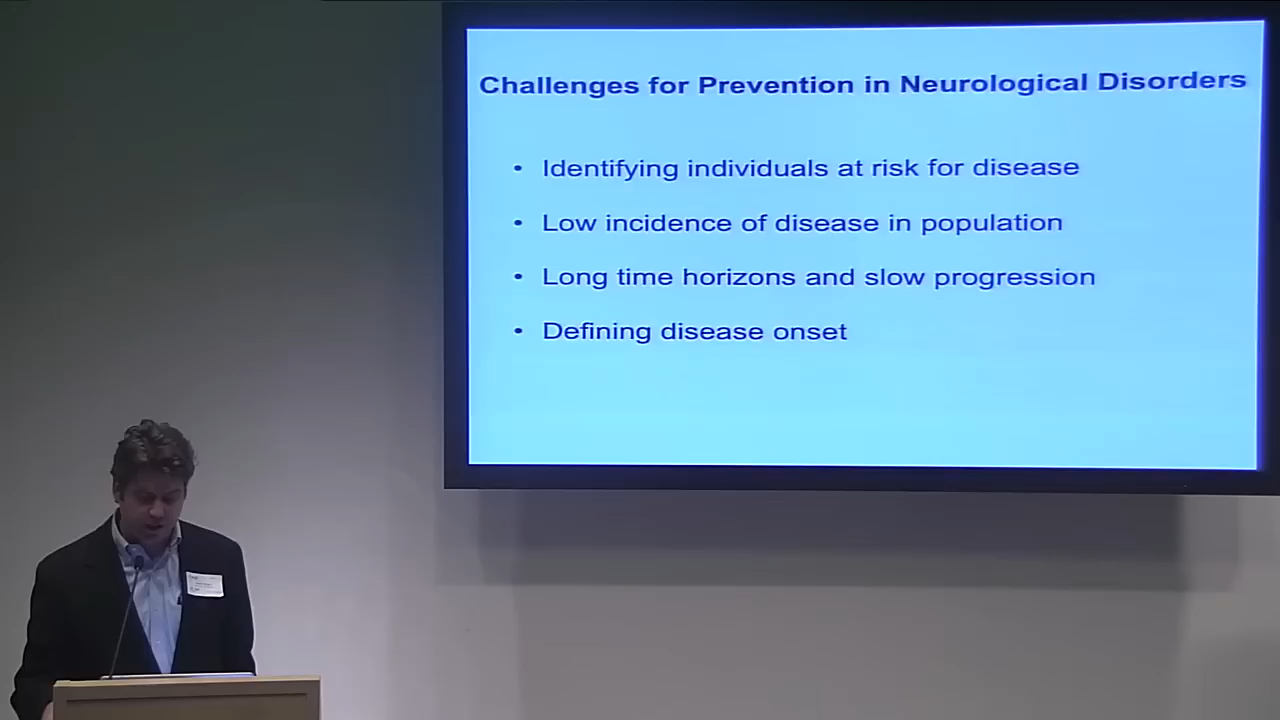 Challenges for Prevention in Neurological Disorders
• Identifying individuals at risk for disease
• Low incidence of disease in population
• Long time horizons and slow progression
• Defining disease onset